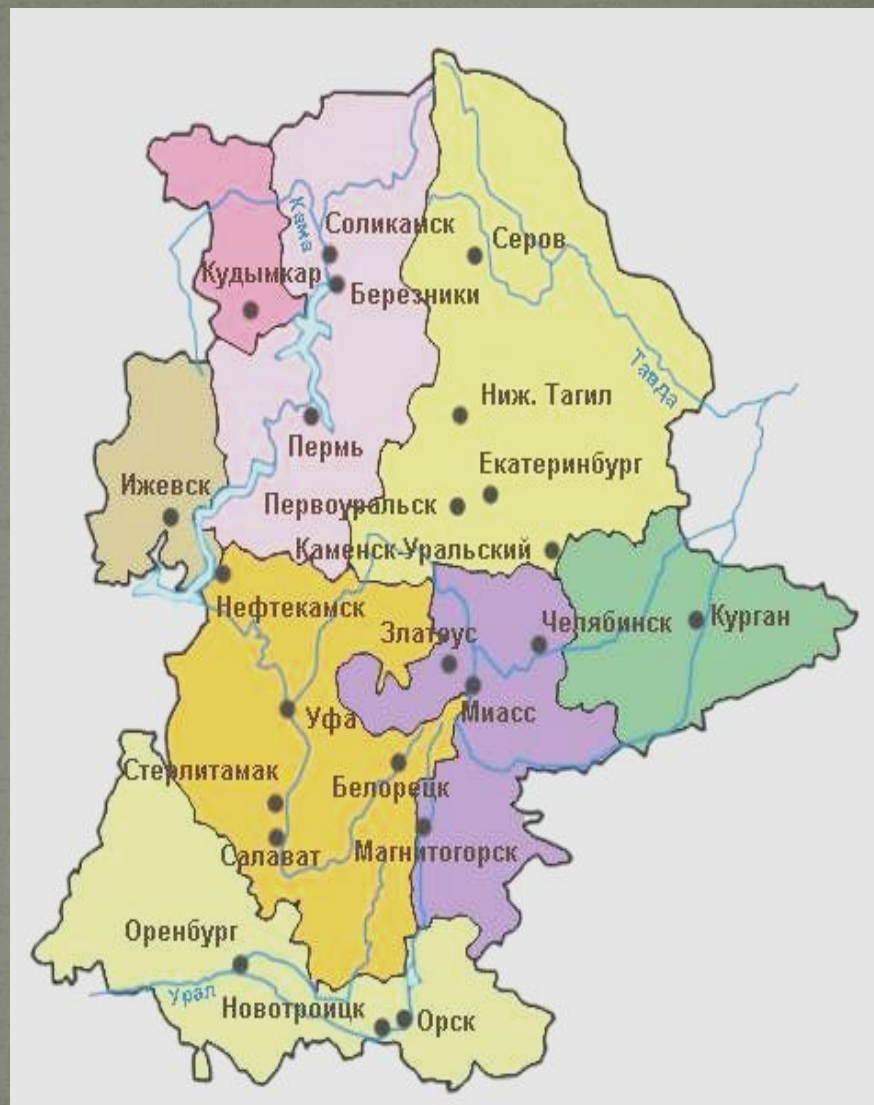 Кама
Соликамск
Серов
Кудымкар
Березники
Тавда
Ниж. Тагил
Пермь
Екатеринбург
Ижевск
Первоуральск
Каменск-Уральский
Нефтекамск
Златоус
Челябинск
Курган
Уфа
Миасс
Стерлитамак
Белорецк
Салават
Магнитогорск
Оренбург
Урал
Новотроицк
Орск